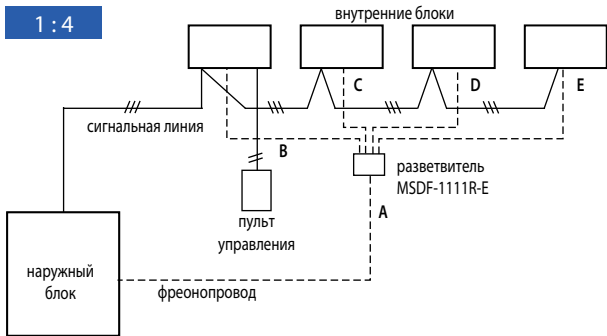 1 : 4
внутренние блоки
C
D
E
сигнальная линия
B
разветвитель
MSDF-1111R-E
A
пульт
управления
наружный
блок
фреонопровод